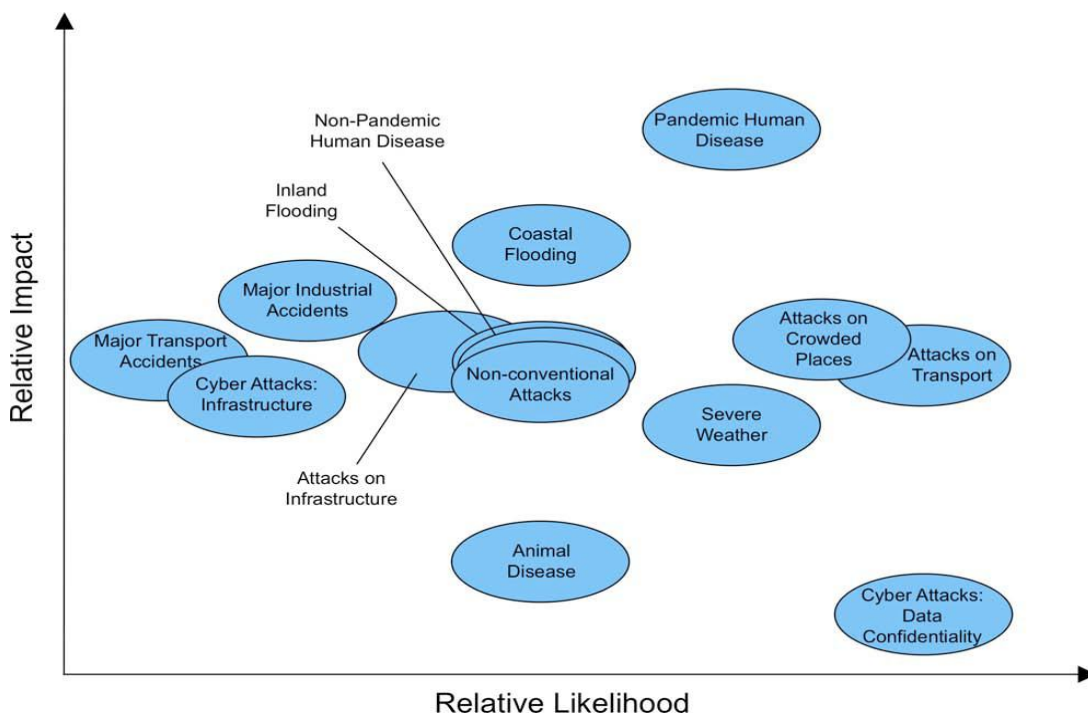 Pandemic Human
Disease
Non-Pandemic
Human Disease
Inland
Flooding
Coastal
Flooding
Major Industrial
Accidents
Major Transport
Accidents
Cyber Attacks:
Infrastructure
Non-conventional
Attacks
Attacks on
Crowded
Places
Attacks on
Transport
Severe
Weather
Attacks on
Infrastructure
Animal
Disease
Cyber Attacks:
Data
Confidentiality
Relative Impact
Relative Likelihood